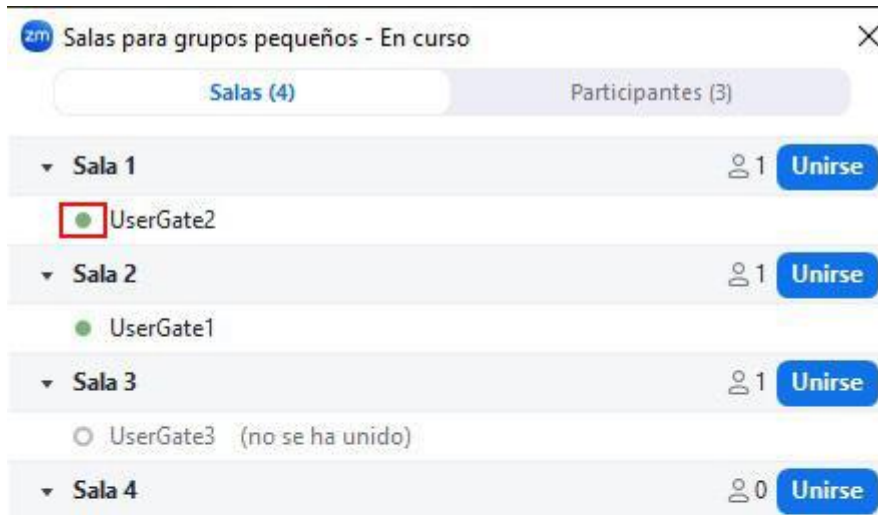 zm Salas para grupos pequeños - En curso
Salas (4) Participantes (3)
Sala 1 1 Unirse
UserGate2
Sala 2 1 Unirse
UserGate1
Sala 3 1 Unirse
UserGate3 (no se ha unido)
Sala 4 0 Unirse